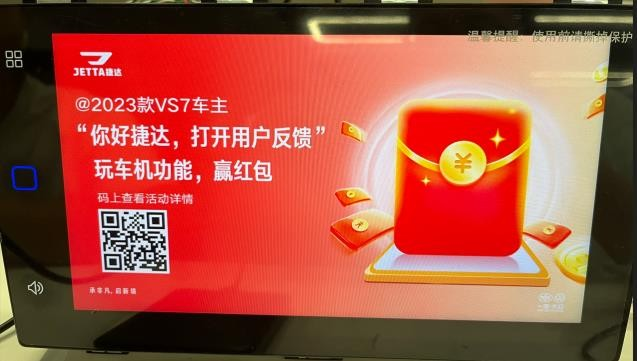 温馨提醒：使用前请撕掉保护
JETTA捷达
@2023款VS7车主
“你好捷达，打开用户反馈”
玩车机功能，赢红包
码上查看活动详情
¥
承非凡，启新境